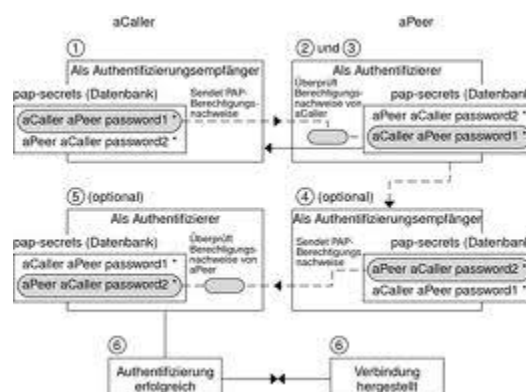 aCaller
aPeer
①
② und ③
Als Authentifizierungsempfänger
Als Authentifizierer
pap-secrets (Datenbank)
Sendet PAP-
Berechtigungs-
nachweise
Überprüft
Berechtigungs-
nachweise von
aCaller
pap-secrets (Datenbank)
aCaller aPeer password1 *
aPeer aCaller password2 *
aPeer aCaller password2 *
aCaller aPeer password1 *
⑤ (optional)
④ (optional)
Als Authentifizierer
Als Authentifizierungsempfänger
pap-secrets (Datenbank)
Überprüft
Berechtigungs-
nachweise von
aPeer
Sendet PAP-
Berechtigungs-
nachweise
pap-secrets (Datenbank)
aCaller aPeer password1 *
aPeer aCaller password2 *
aPeer aCaller password2 *
aCaller aPeer password1 *
⑥
⑥
Authentifizierung
erfolgreich
Verbindung
hergestellt